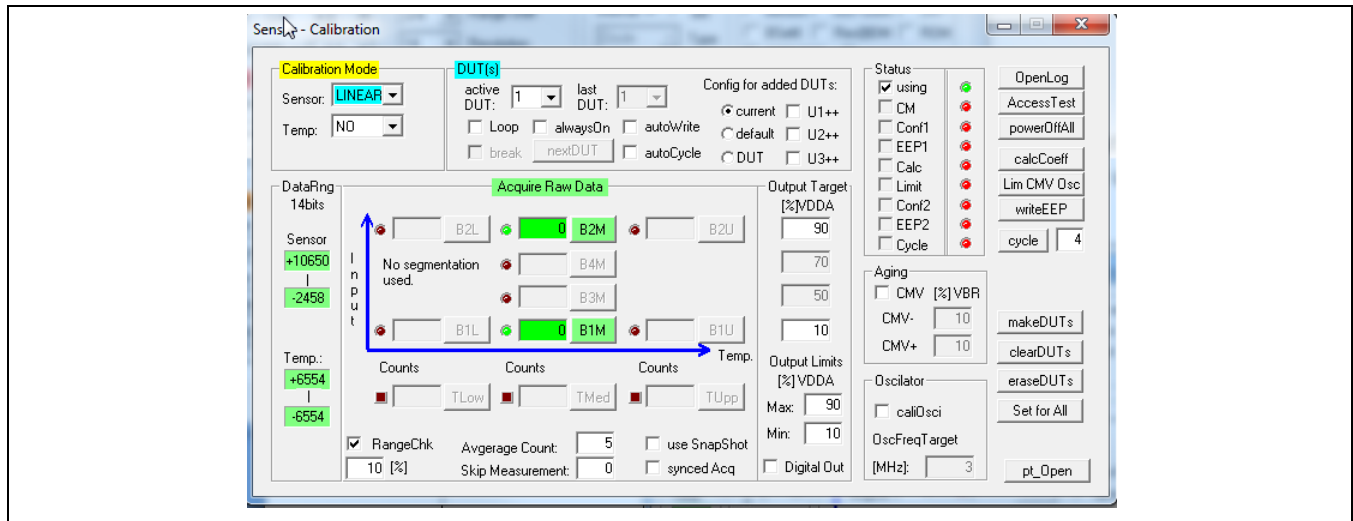 Sens - Calibration
Calibration Mode
Sensor: LINEAR
Temp: NO
DUT(s)
active DUT: 1 last DUT: 1
Loop alwaysOn autoWrite
break nextDUT autoCycle
Config for added DUTs:
current U1++
default U2++
DUT U3++
Status
using
CM
Conf1
EEP1
Calc
Limit
Conf2
EEP2
Cycle
OpenLog
AccessTest
powerOffAll
calcCoeff
Lim CMV Osc
writeEEP
cycle 4
DataRng
14bits
Sensor
+10650
-2458
Temp.:
+6554
-6554
Acquire Raw Data
Input
B2L 0 B2M B2U
No segmentation used.
B4M
B3M
B1L 0 B1M B1U
Temp.
Counts Counts Counts
TLow TMed TUpp
RangeChk
10 [%]
Avgerage Count: 5
Skip Measurement: 0
use SnapShot
synced Acq
Output Target
[%]VDDA
90
70
50
10
Output Limits
[%] VDDA
Max: 90
Min: 10
Digital Out
Aging
CMV [%] VBR
CMV- 10
CMV+ 10
Oscilator
caliOsci
OscFreqTarget
[MHz]: 3
makeDUTs
clearDUTs
eraseDUTs
Set for All
pt_Open